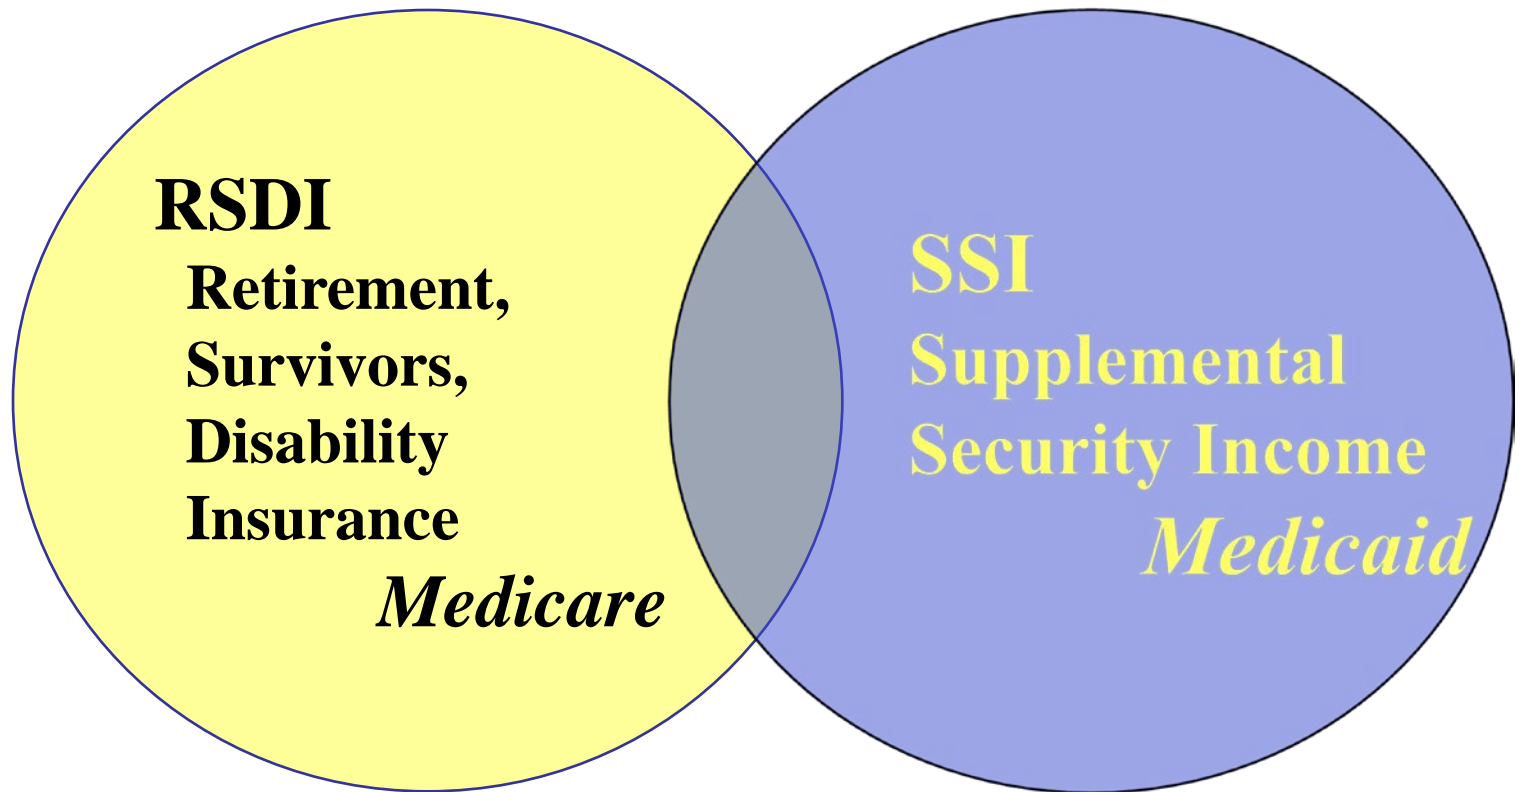 RSDI
Retirement,
Survivors,
Disability
Insurance
Medicare
SSI
Supplemental
Security Income
Medicaid